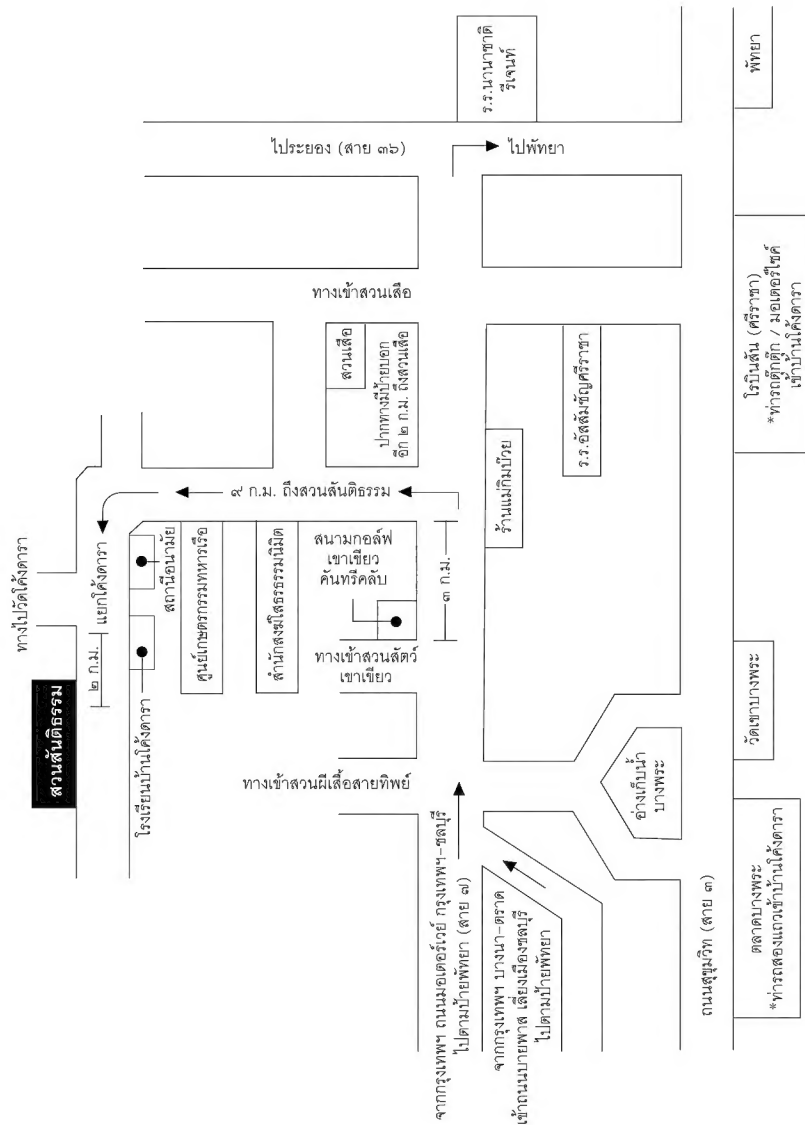 ทางไปวัดโค้งดารา
สวนสันติธรรม
๒ ก.ม.
แยกโค้งดารา
โรงเรียนบ้านโค้งดารา
สถานีอนามัย
ศูนย์เกษตรกรรมทหารเรือ
สำนักสงฆ์โสธรธรรมนิมิต
๙ ก.ม. ถึงสวนสันติธรรม
สนามกอล์ฟ
เขาเขียว
คันทรีคลับ
ทางเข้าสวนสัตว์
เขาเขียว
๓ ก.ม.
ทางเข้าสวนผีเสื้อสายทิพย์
สวนเสือ
ปากทางมีป้ายบอก
อีก ๒ ก.ม. ถึงสวนเสือ
ทางเข้าสวนเสือ
ไประยอง (สาย ๓๖)
ไปพัทยา
ร.ร.นานาชาติ
รีเจนท์
จากกรุงเทพฯ ถนนมอเตอร์เวย์ กรุงเทพฯ-ชลบุรี
ไปตามป้ายพัทยา (สาย ๗)
จากกรุงเทพฯ บางนา-ตราด
เข้าถนนบายพาส เลี่ยงเมืองชลบุรี
ไปตามป้ายพัทยา
ร้านแม่กิมบ๊วย
ร.ร.อัสสัมชัญศรีราชา
อ่างเก็บน้ำ
บางพระ
ถนนสุขุมวิท (สาย ๓)
ตลาดบางพระ
*ท่ารถสองแถวเข้าบ้านโค้งดารา
วัดเขาบางพระ
โรบินสัน (ศรีราชา)
*ท่ารถตุ๊กตุ๊ก / มอเตอร์ไซค์
เข้าบ้านโค้งดารา
พัทยา